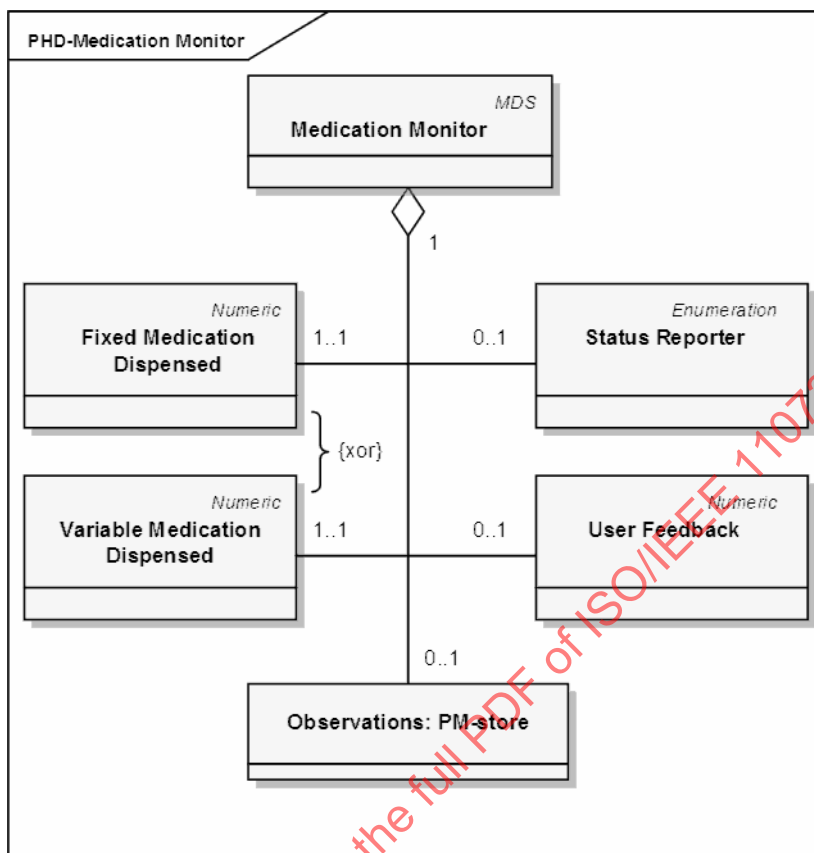 PHD-Medication Monitor
MDS
Medication Monitor
1
Numeric
Fixed Medication
Dispensed
1..1
0..1
Enumeration
Status Reporter
{xor}
Numeric
Variable Medication
Dispensed
1..1
0..1
Numeric
User Feedback
0..1
Observations: PM-store
the full PDF of ISO/IEEE 1107